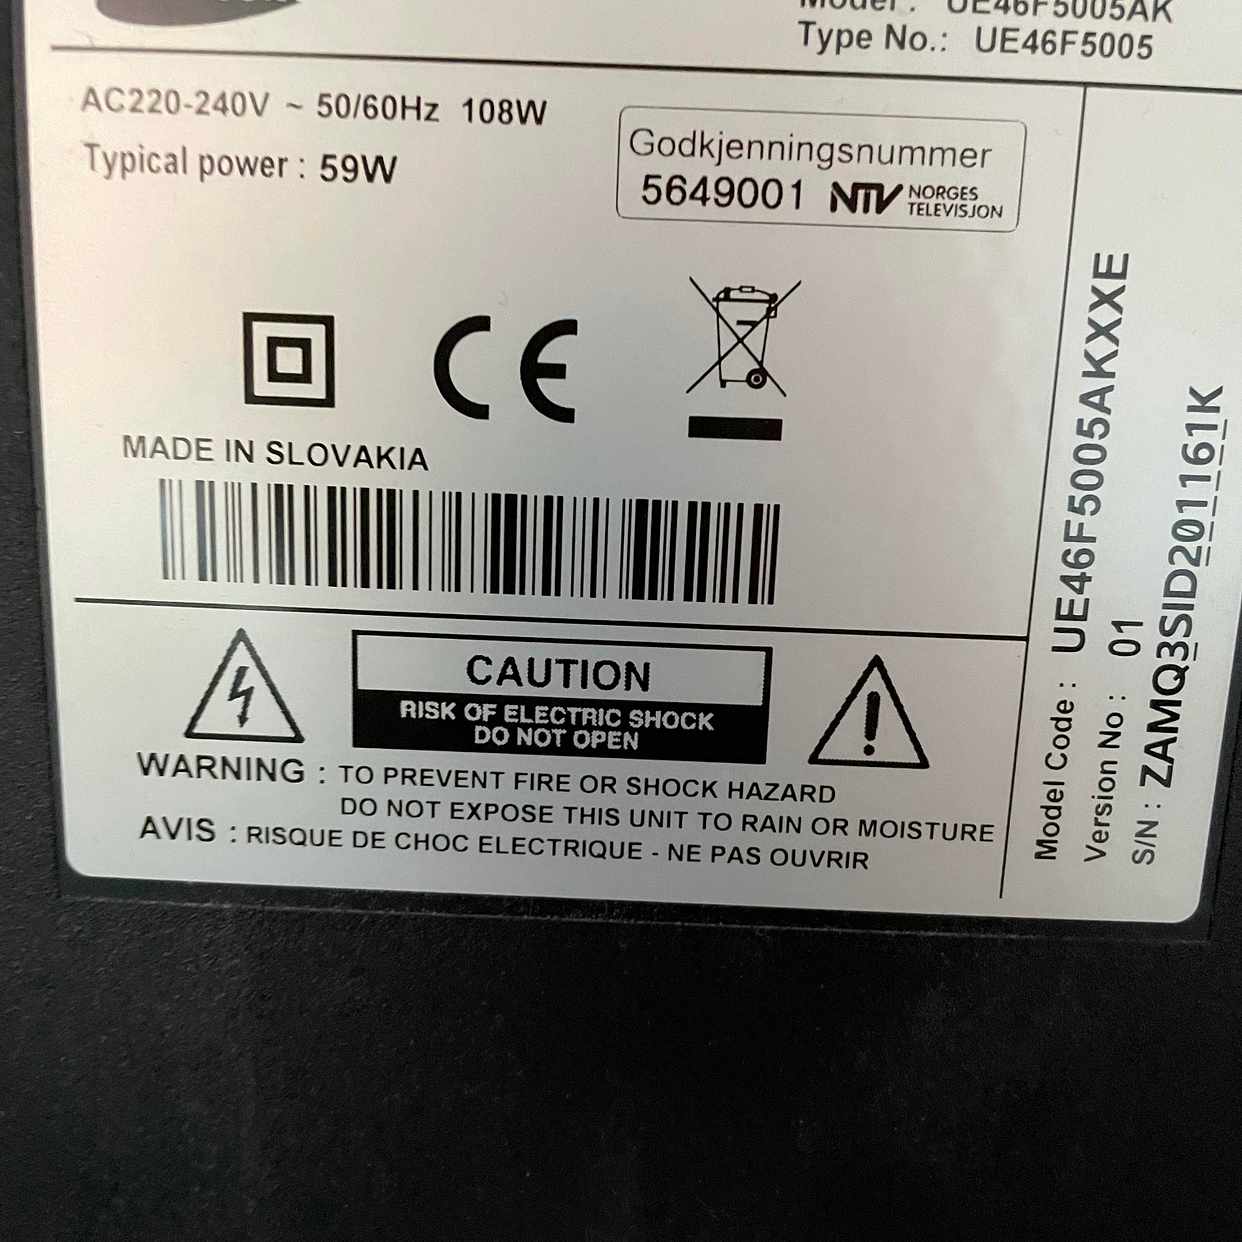 Model : UE46F5005AK
Type No.: UE46F5005
AC220-240V ~ 50/60Hz 108W
Typical power : 59W
Godkjenningsnummer
5649001 NTV NORGES
TELEVISJON
CE
MADE IN SLOVAKIA
CAUTION
RISK OF ELECTRIC SHOCK
DO NOT OPEN
WARNING : TO PREVENT FIRE OR SHOCK HAZARD
DO NOT EXPOSE THIS UNIT TO RAIN OR MOISTURE
AVIS : RISQUE DE CHOC ELECTRIQUE - NE PAS OUVRIR
Model Code : UE46F5005AKXXE
Version No : 01
S/N : ZAMQ3SID201161K